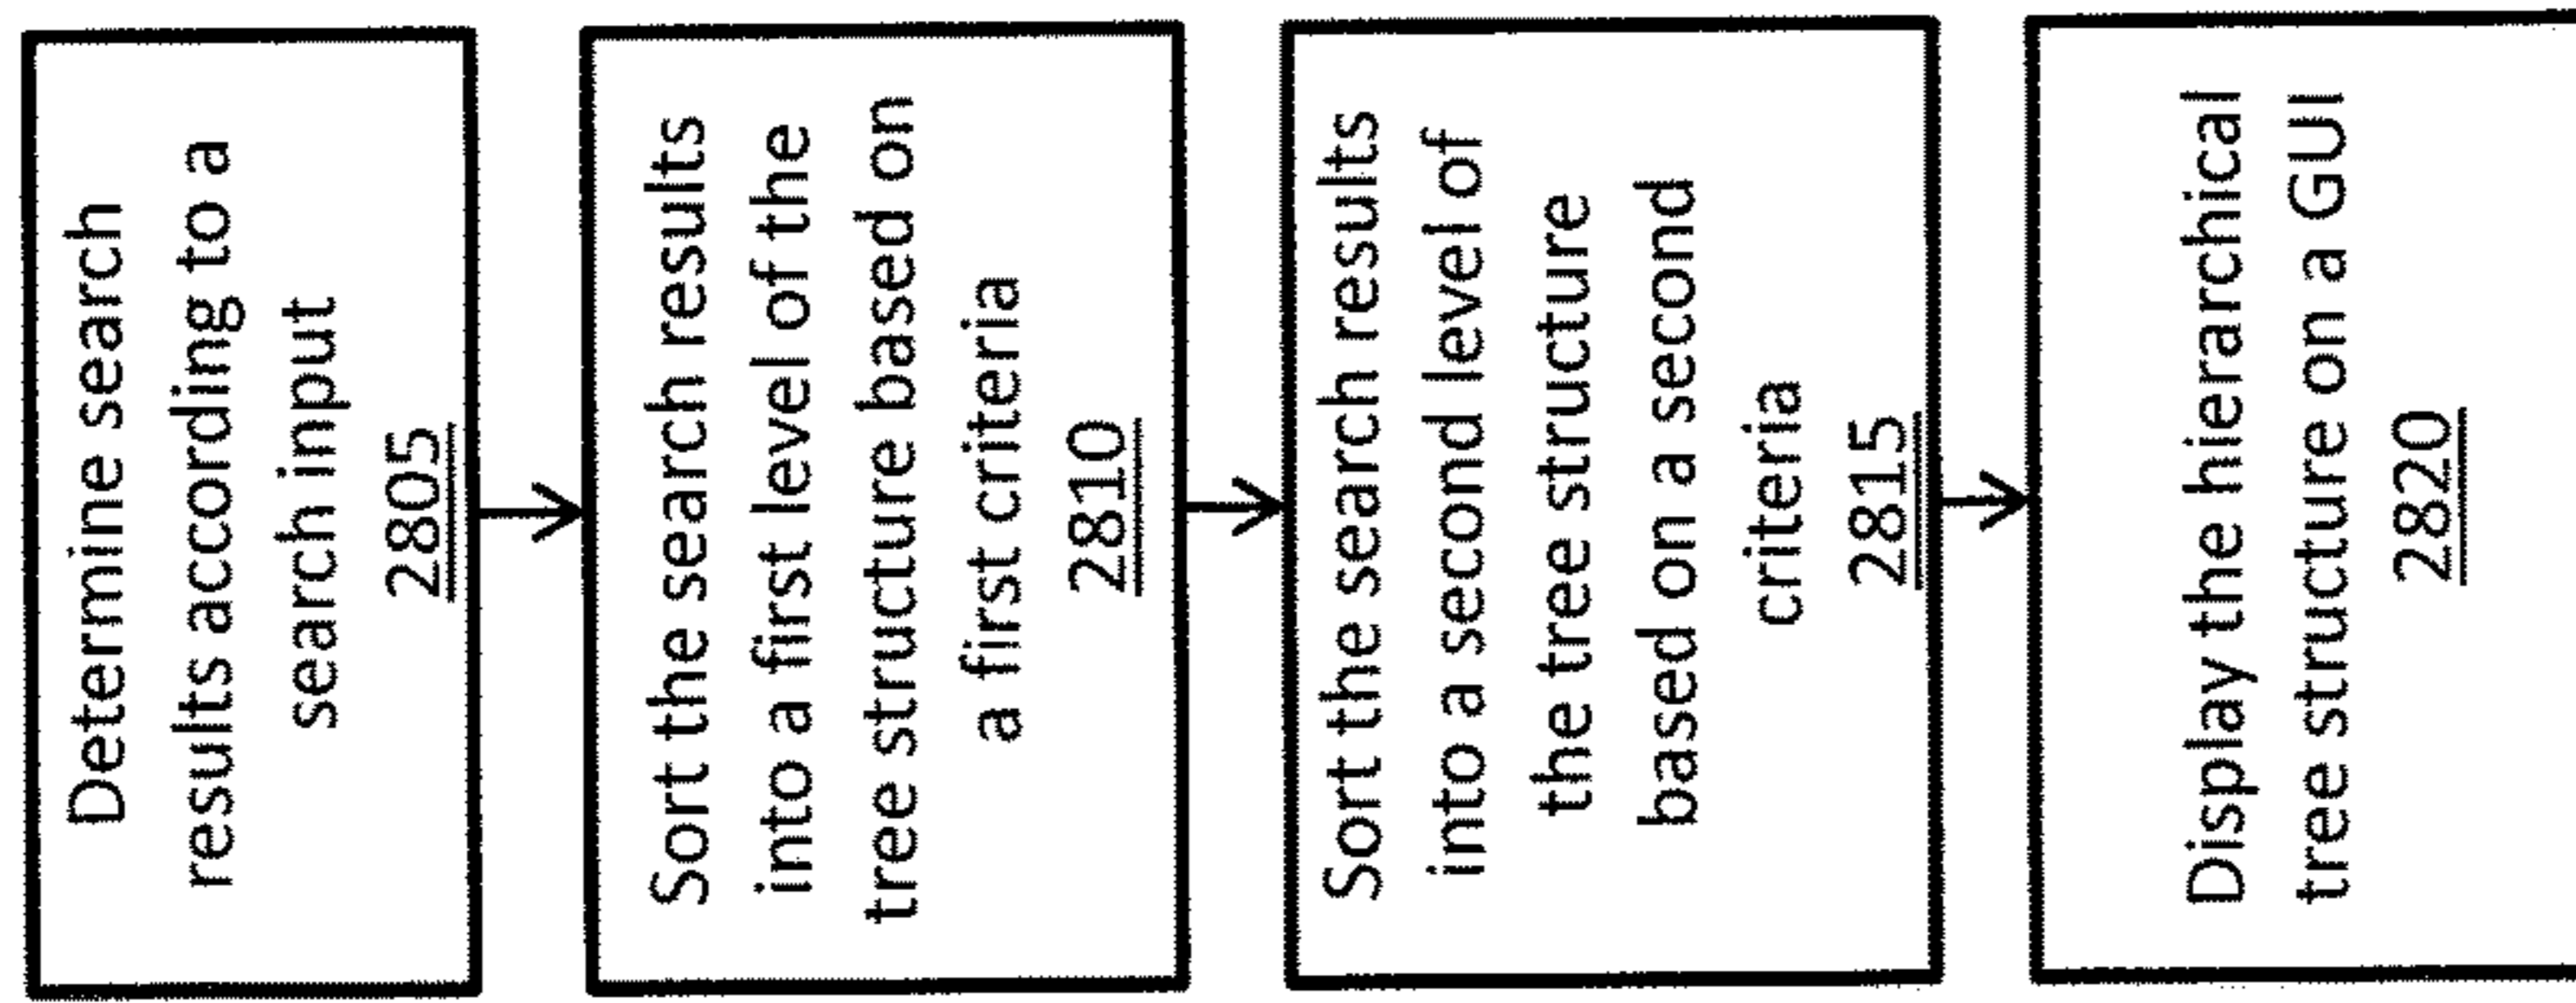 Determine search
results according to a
search input
2805
Sort the search results
into a first level of the
tree structure based on
a first criteria
2810
Sort the search results
into a second level of
the tree structure
based on a second
criteria
2815
Display the hierarchical
tree structure on a GUI
2820